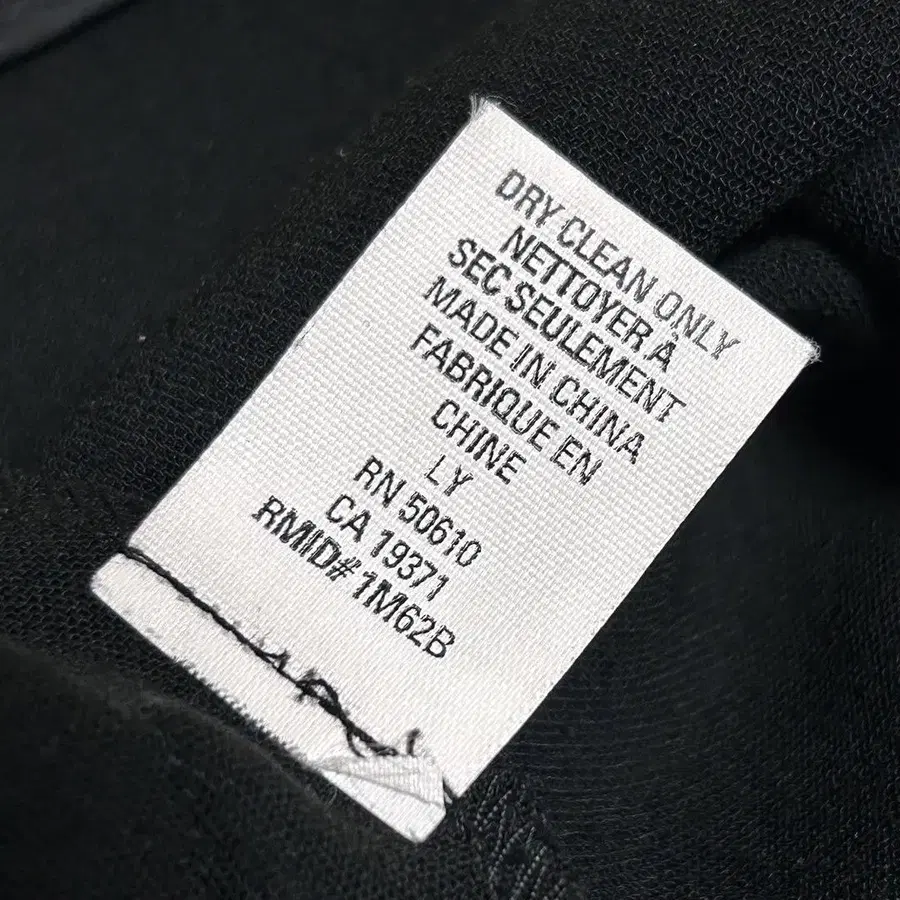 DRY CLEAN ONLY
NETTOYER À
SEC SEULEMENT
MADE IN CHINA
FABRIQUE EN
CHINE
LY
RN 50610
CA 19371
RMID#1M62B